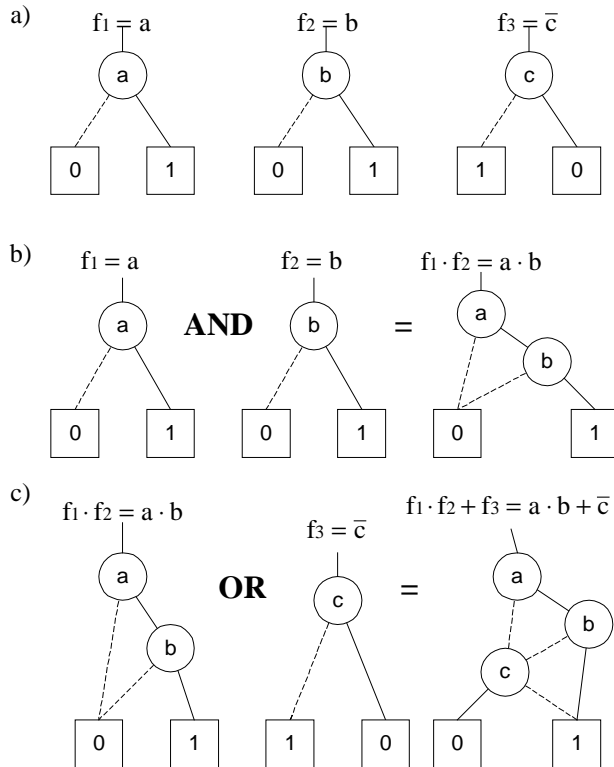 a)
f₁ = a f₂ = b f₃ = c̅
a b c
0 1 0 1 1 0
b)
f₁ = a f₂ = b f₁ · f₂ = a · b
a AND b = a
b
0 1 0 1 0 1
c)
f₁ · f₂ = a · b f₃ = c̅ f₁ · f₂ + f₃ = a · b + c̅
a OR c = a
b b
c
0 1 1 0 0 1